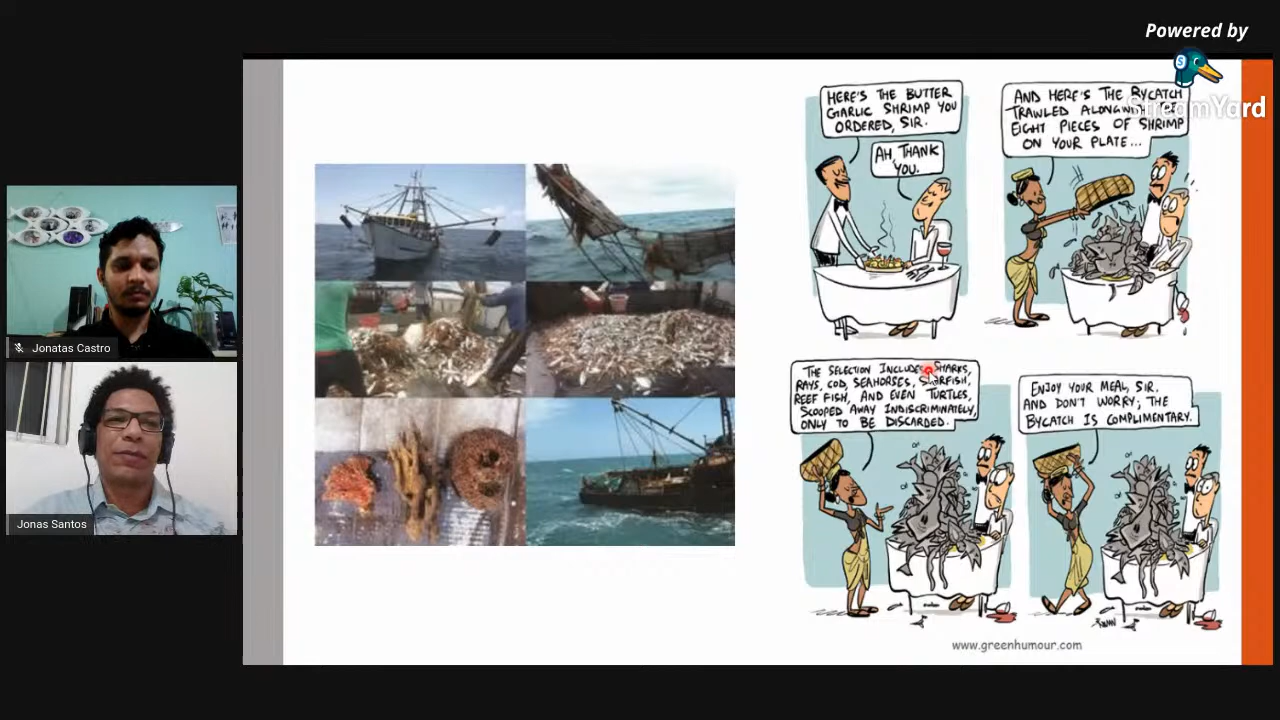 Powered by
StreamYard
HERE'S THE BUTTER
GARLIC SHRIMP YOU
ORDERED, SIR.
AH, THANK
YOU.
AND HERE'S THE BYCATCH
TRAWLED ALONGWITH THE
EIGHT PIECES OF SHRIMP
ON YOUR PLATE...
THE SELECTION INCLUDES SHARKS,
RAYS, COD, SEAHORSES, STARFISH,
REEF FISH, AND EVEN TURTLES,
SCOOPED AWAY INDISCRIMINATELY,
ONLY TO BE DISCARDED.
ENJOY YOUR MEAL, SIR.
AND DON'T WORRY; THE
BYCATCH IS COMPLIMENTARY.
www.greenhumour.com
Jonatas Castro
Jonas Santos